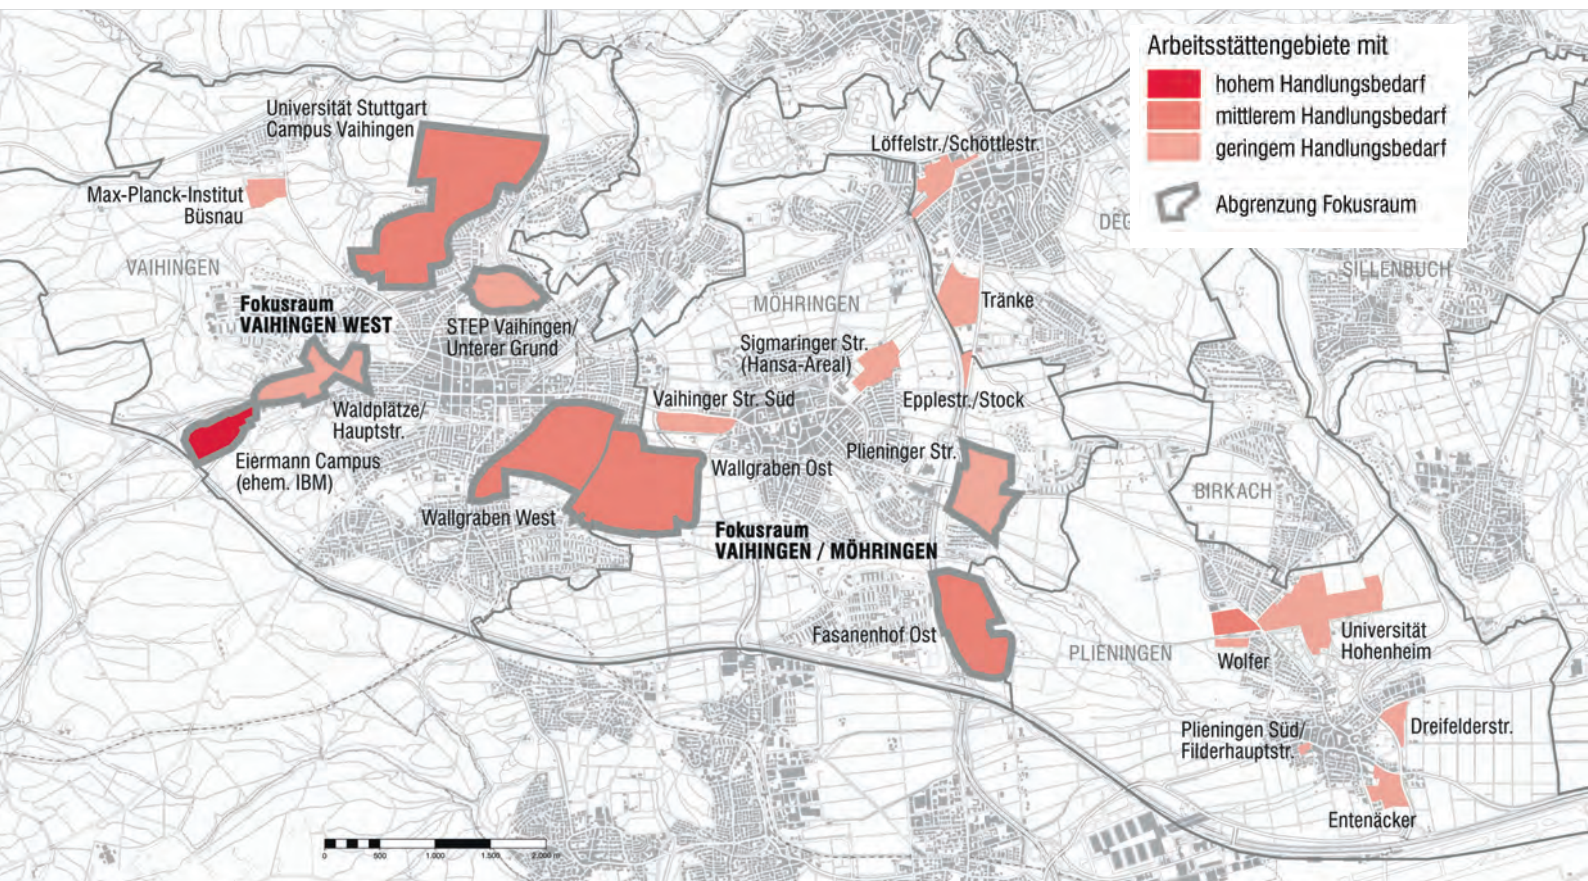 Arbeitsstättengebiete mit
hohem Handlungsbedarf
mittlerem Handlungsbedarf
geringem Handlungsbedarf
Abgrenzung Fokusraum
Universität Stuttgart
Campus Vaihingen
Max-Planck-Institut
Büsnau
VAIHINGEN
Fokusraum
VAIHINGEN WEST
STEP Vaihingen/
Unterer Grund
Waldplätze/
Hauptstr.
Eiermann Campus
(ehem. IBM)
Wallgraben West
Löffelstr./Schöttlestr.
DEG
SILLENBUCH
MÖHRINGEN
Tränke
Sigmaringer Str.
(Hansa-Areal)
Vaihinger Str. Süd
Epplestr./Stock
Plieninger Str.
Wallgraben Ost
Fokusraum
VAIHINGEN / MÖHRINGEN
BIRKACH
Fasanenhof Ost
PLIENINGEN
Wolfer
Universität
Hohenheim
Plieningen Süd/
Filderhauptstr.
Dreifelderstr.
Entenäcker
0 500 1.000 1.500 2.000 m